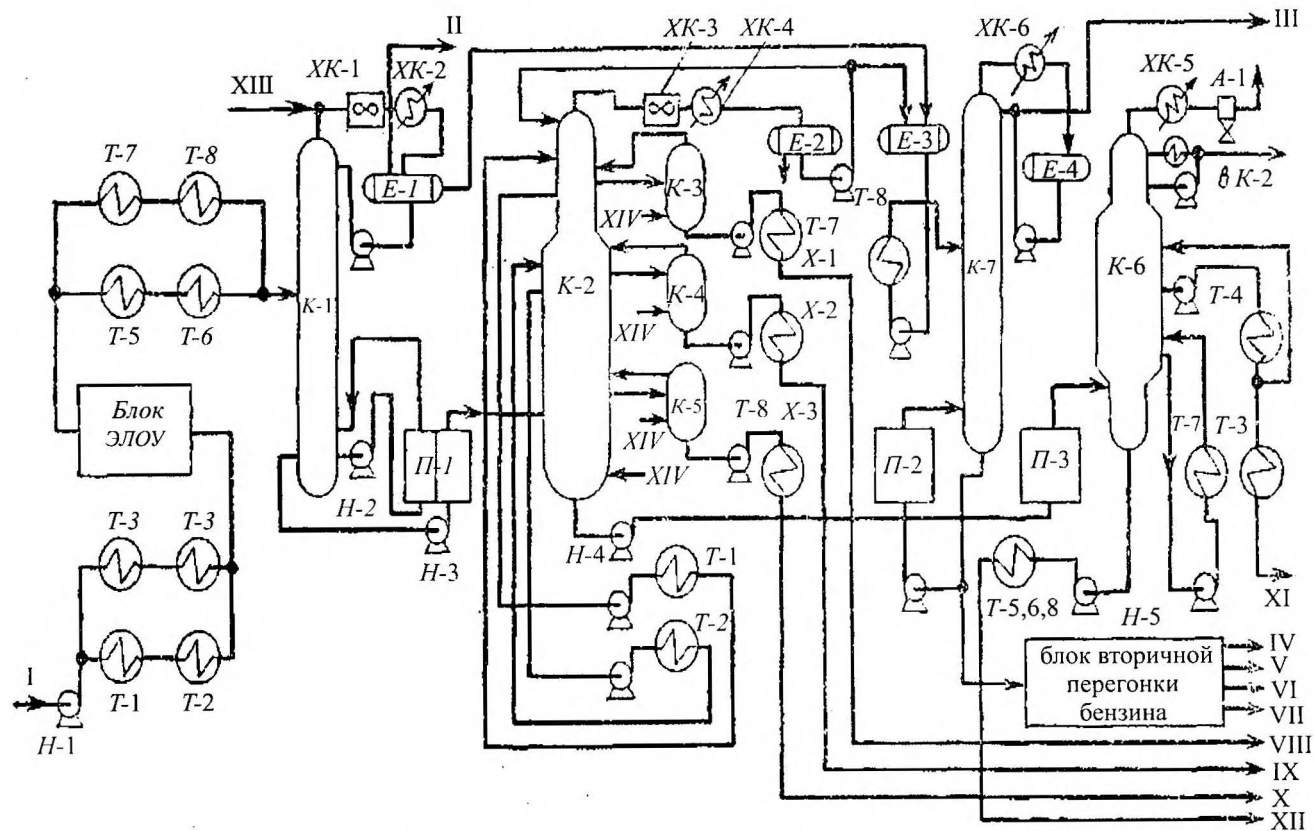 ХК-6
III
II
ХК-3
ХК-4
ХК-1
ХК-2
XIII
ХК-5
А-1
Т-7
Т-8
Е-1
Е-2
Е-3
Е-4
К-3
в К-2
Т-8
XIV
Т-7
Х-1
К-1
К-2
К-4
К-7
К-6
Т-5
Т-6
Х-2
Т-4
XIV
Блок
ЭЛОУ
К-5
Т-8
Х-3
XIV
П-1
П-2
П-3
Т-7
Т-3
XIV
Н-2
Т-3
Т-3
Н-3
Н-4
Т-1
Т-2
Т-5,6,8
Н-5
XI
I
Т-1
Т-2
Н-1
блок вторичной
перегонки
бензина
IV
V
VI
VII
VIII
IX
X
XII